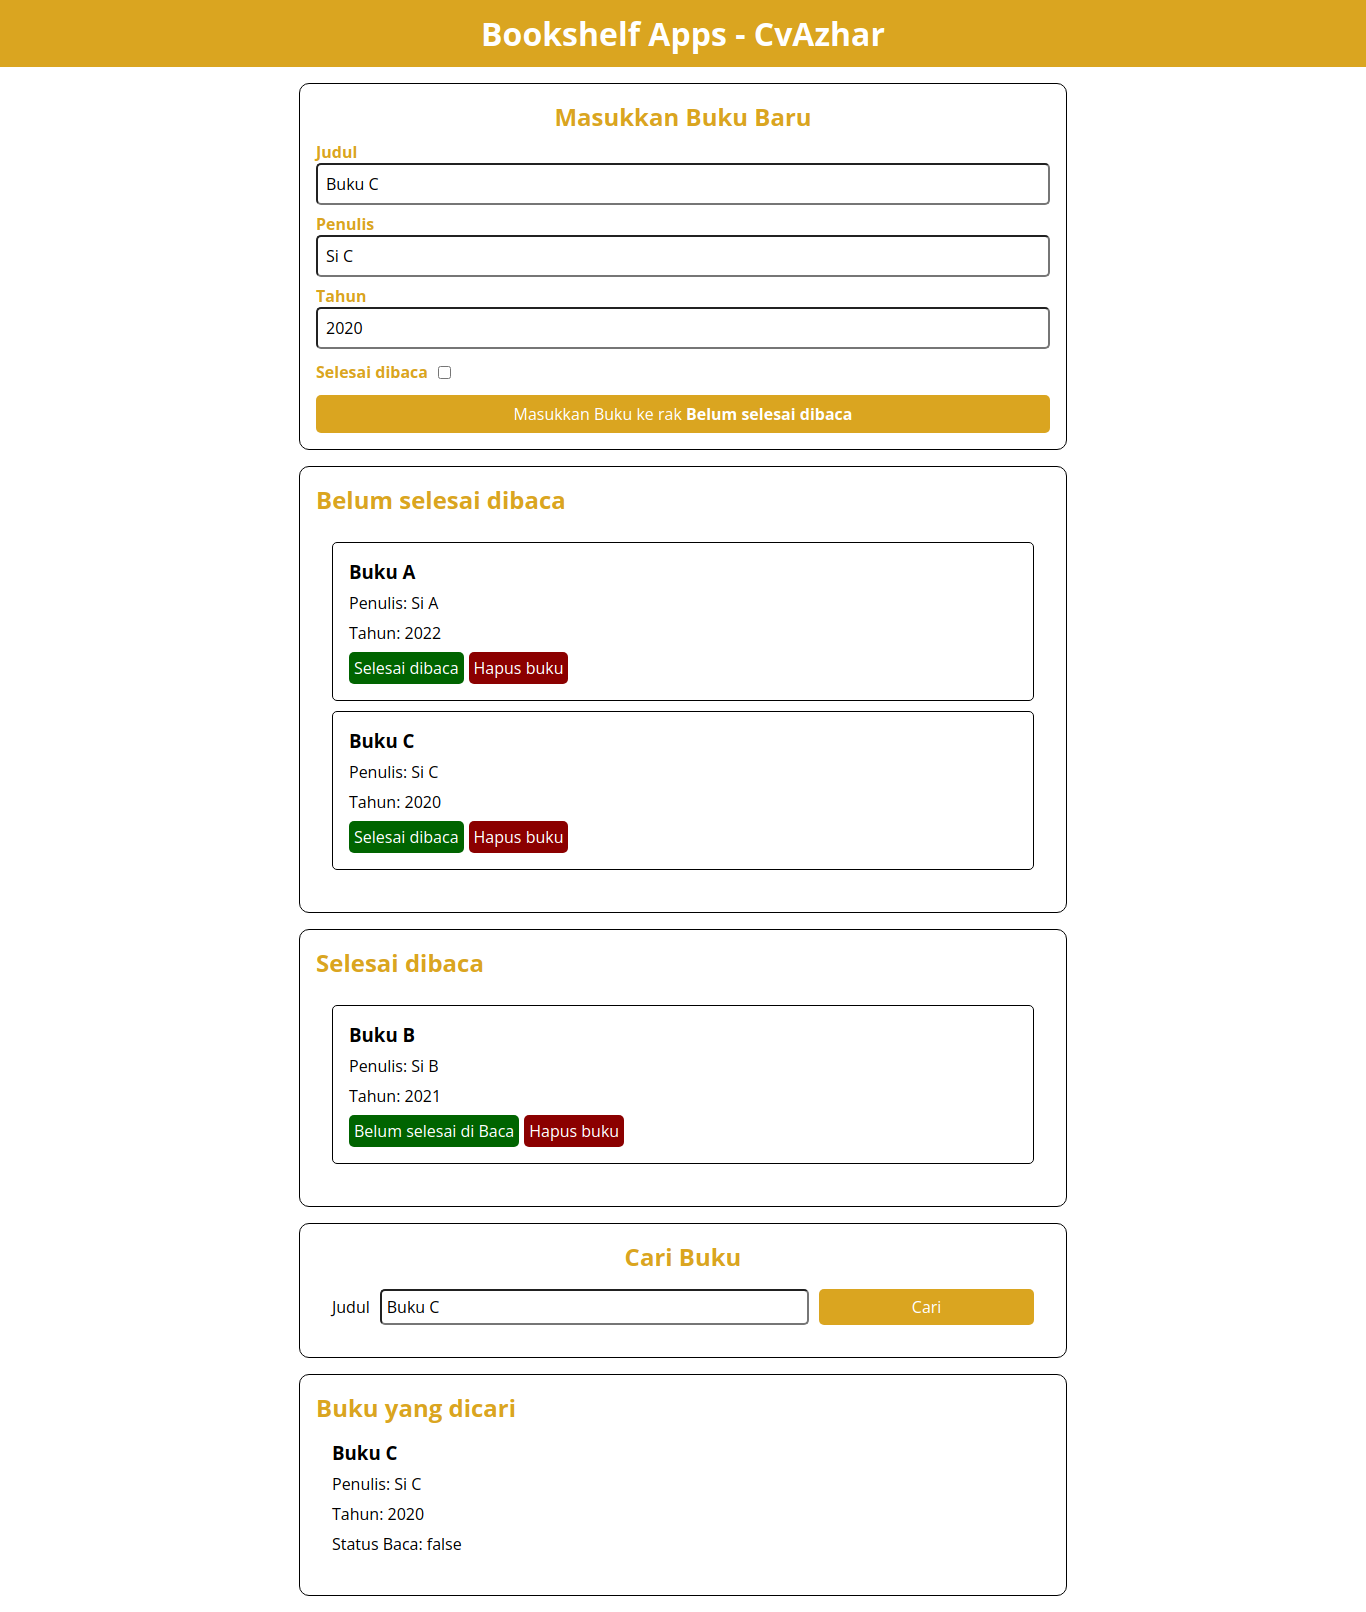 Bookshelf Apps - CvAzhar
Masukkan Buku Baru
Judul
Buku C
Penulis
Si C
Tahun
2020
Selesai dibaca
Masukkan Buku ke rak Belum selesai dibaca
Belum selesai dibaca
Buku A
Penulis: Si A
Tahun: 2022
Selesai dibaca Hapus buku
Buku C
Penulis: Si C
Tahun: 2020
Selesai dibaca Hapus buku
Selesai dibaca
Buku B
Penulis: Si B
Tahun: 2021
Belum selesai di Baca Hapus buku
Cari Buku
Judul Buku C Cari
Buku yang dicari
Buku C
Penulis: Si C
Tahun: 2020
Status Baca: false